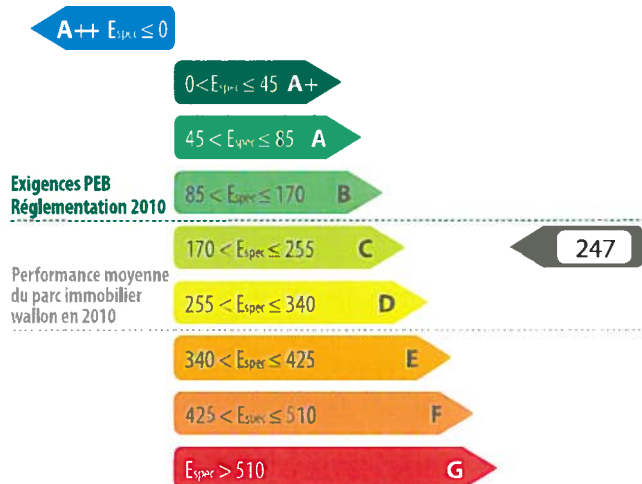 A++ Espec ≤ 0
0 < Espec ≤ 45 A+
45 < Espec ≤ 85 A
Exigences PEB
Réglementation 2010
85 < Espec ≤ 170 B
170 < Espec ≤ 255 C
247
Performance moyenne
du parc immobilier
wallon en 2010
255 < Espec ≤ 340 D
340 < Espec ≤ 425 E
425 < Espec ≤ 510 F
Espec > 510 G